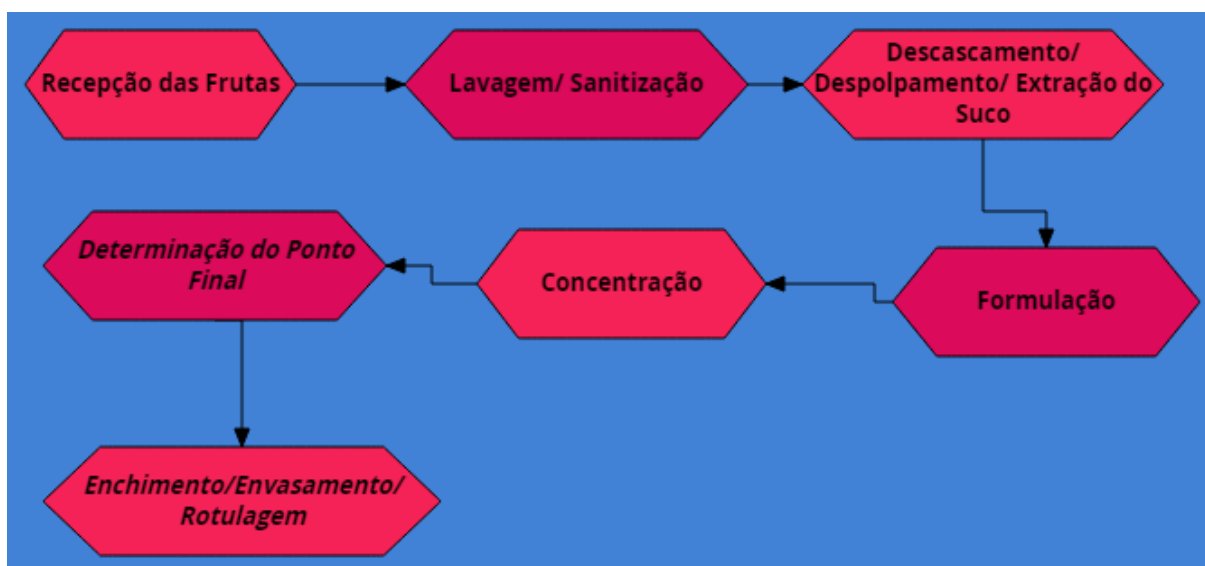 Recepção das Frutas
Lavagem/ Sanitização
Descascamento/
Despolpamento/ Extração do
Suco
Formulação
Concentração
Determinação do Ponto
Final
Enchimento/Envasamento/
Rotulagem